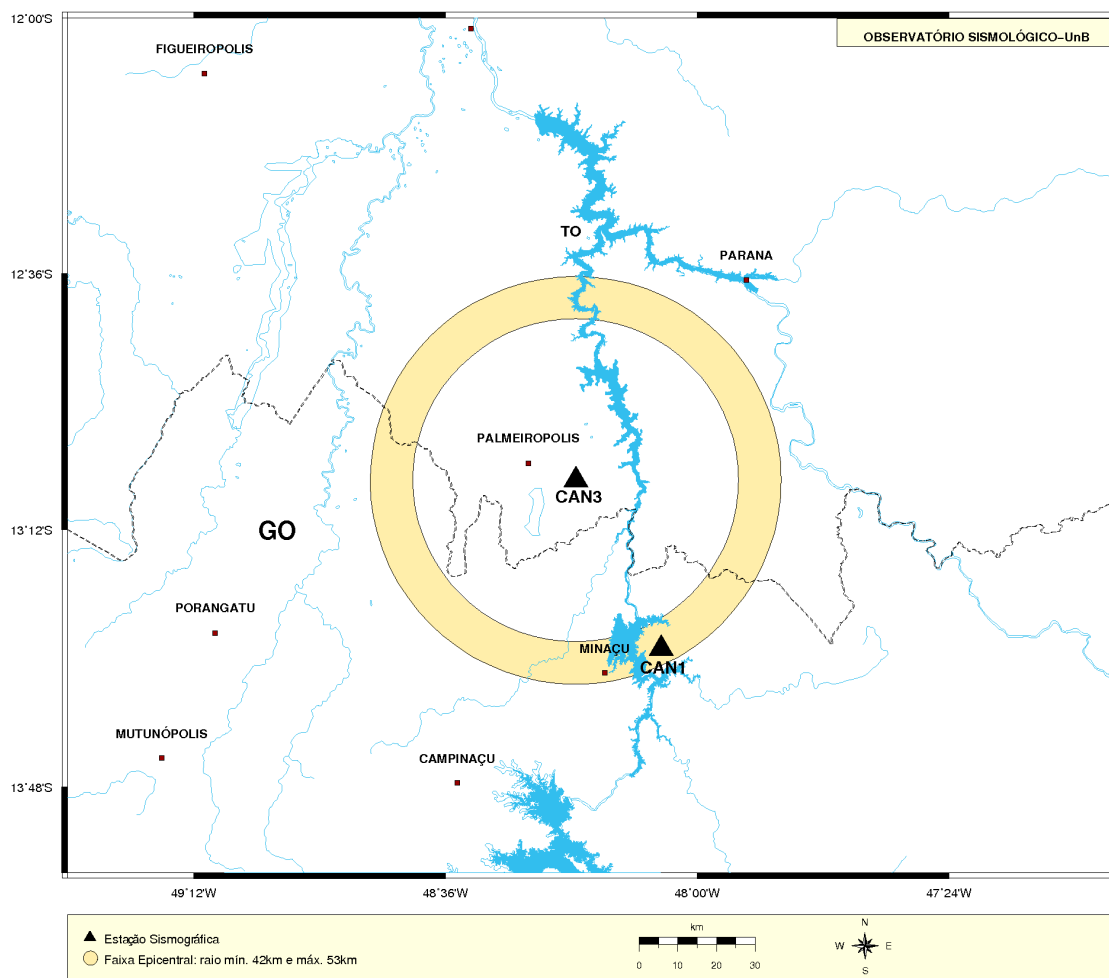 12°00'S
OBSERVATÓRIO SISMOLÓGICO-UnB
FIGUEIROPOLIS
TO
PARANA
12°36'S
PALMEIROPOLIS
CAN3
13°12'S
GO
PORANGATU
MINAÇU
CAN1
MUTUNÓPOLIS
CAMPINAÇU
13°48'S
49°12'W
48°36'W
48°00'W
47°24'W
Estação Sismográfica
Faixa Epicentral: raio mín. 42km e máx. 53km
km
0 10 20 30
N
W
E
S